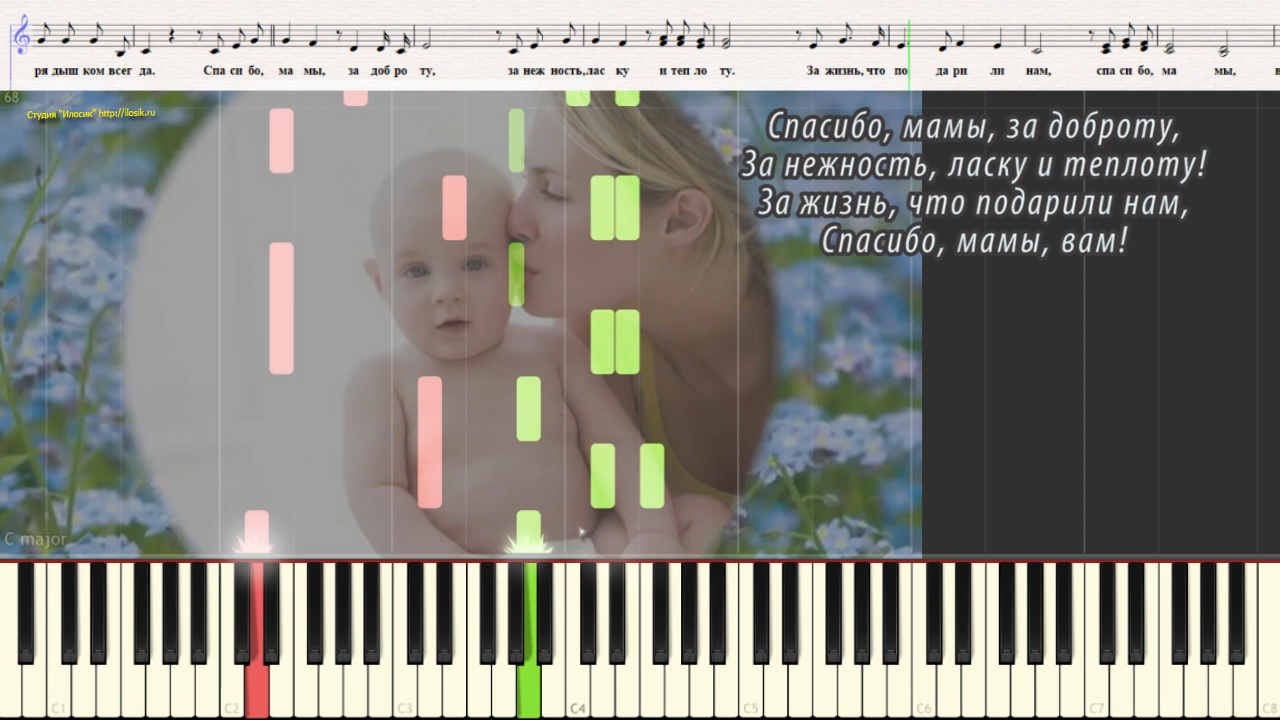 ря дыш ком всег да. Спа си бо, ма мы, за доб ро ту, за неж ность, лас ку и теп ло ту. За жизнь, что по да ри ли нам, спа си бо, ма мы, в
68
Студия "Илосик" http://ilosik.ru
Спасибо, мамы, за доброту,
За нежность, ласку и теплоту!
За жизнь, что подарили нам,
Спасибо, мамы, вам!
C major
C1 C2 C3 C4 C5 C6 C7 C8